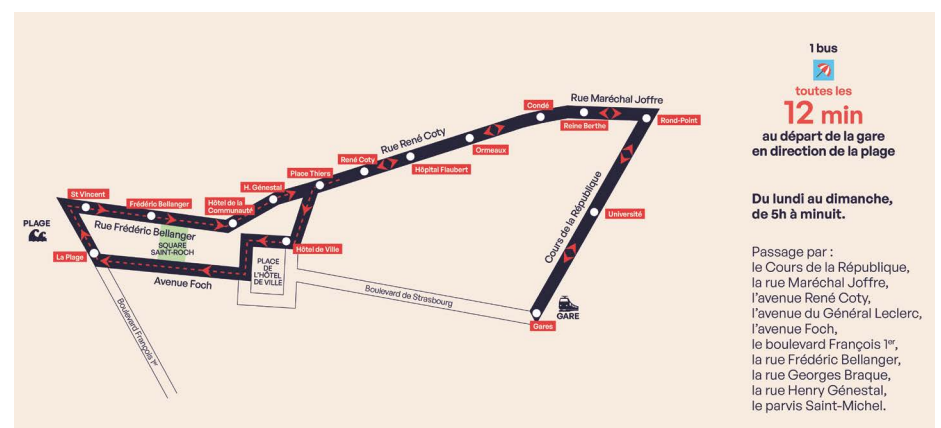 PLAGE
St Vincent
Frédéric Bellanger
Hôtel de la
Communauté
H. Génestal
Place Thiers
René Coty
Hôpital Flaubert
Rue René Coty
Ormeaux
Condé
Rue Maréchal Joffre
Reine Berthe
Rond-Point
Cours de la République
Université
Rue Frédéric Bellanger
SQUARE
SAINT-ROCH
La Plage
Avenue Foch
Hôtel de Ville
PLACE
DE
L'HÔTEL
DE VILLE
Boulevard de Strasbourg
Boulevard François 1er
GARE
Gares
1 bus
toutes les
12 min
au départ de la gare
en direction de la plage
Du lundi au dimanche,
de 5h à minuit.
Passage par :
le Cours de la République,
la rue Maréchal Joffre,
l'avenue René Coty,
l'avenue du Général Leclerc,
l'avenue Foch,
le boulevard François 1er,
la rue Frédéric Bellanger,
la rue Georges Braque,
la rue Henry Génestal,
le parvis Saint-Michel.